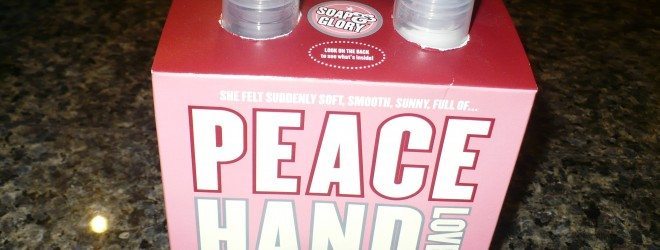 SOAP &
GLORY
LOOK ON THE BACK
to see what's inside!
SHE FELT SUDDENLY SOFT, SMOOTH, SUNNY, FULL OF...
PEACE
HAND